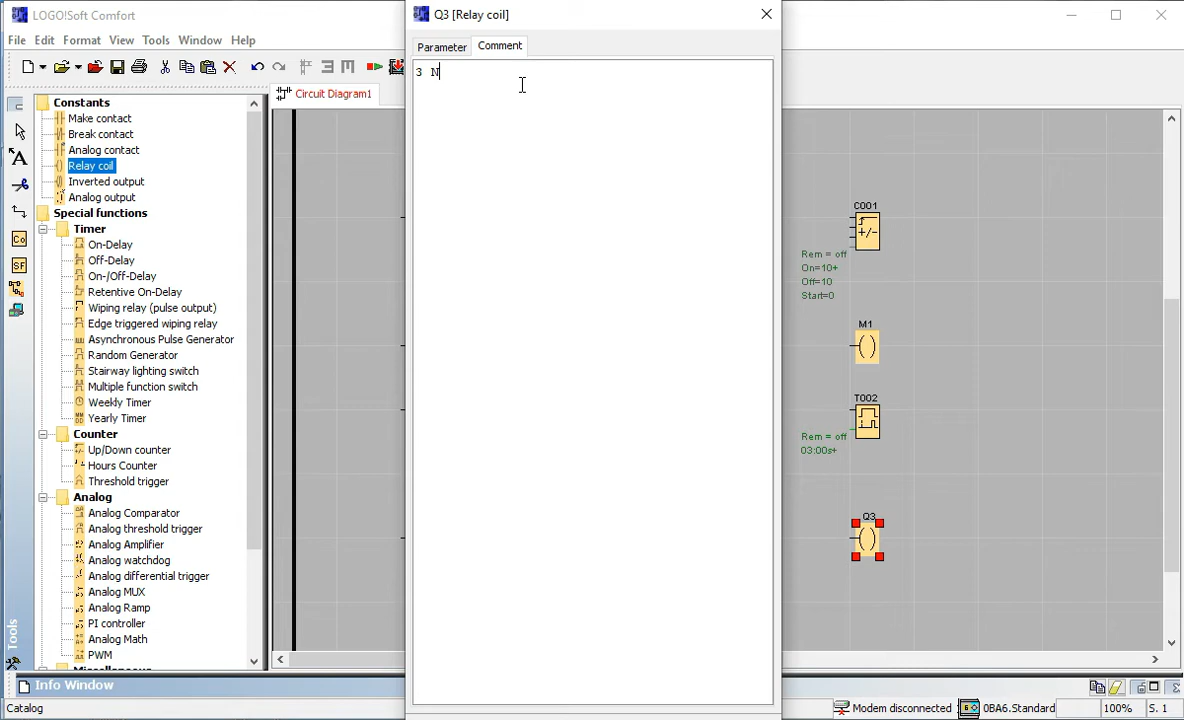 LOGO!Soft Comfort
Q3 [Relay coil]
File Edit Format View Tools Window Help
Parameter Comment
3 N
Circuit Diagram1
Constants
Make contact
Break contact
Analog contact
Relay coil
Inverted output
Analog output
Special functions
Timer
On-Delay
Off-Delay
On-/Off-Delay
Retentive On-Delay
Wiping relay (pulse output)
Edge triggered wiping relay
Asynchronous Pulse Generator
Random Generator
Stairway lighting switch
Multiple function switch
Weekly Timer
Yearly Timer
Counter
Up/Down counter
Hours Counter
Threshold trigger
Analog
Analog Comparator
Analog threshold trigger
Analog Amplifier
Analog watchdog
Analog differential trigger
Analog MUX
Analog Ramp
PI controller
Analog Math
PWM
Miscellaneous
Co
SF
Tools
C001
+/-
Rem = off
On=10+
Off=10
Start=0
M1
T002
Rem = off
03:00s+
Q3
Info Window
Catalog
Modem disconnected
0BA6.Standard
100%
S. 1